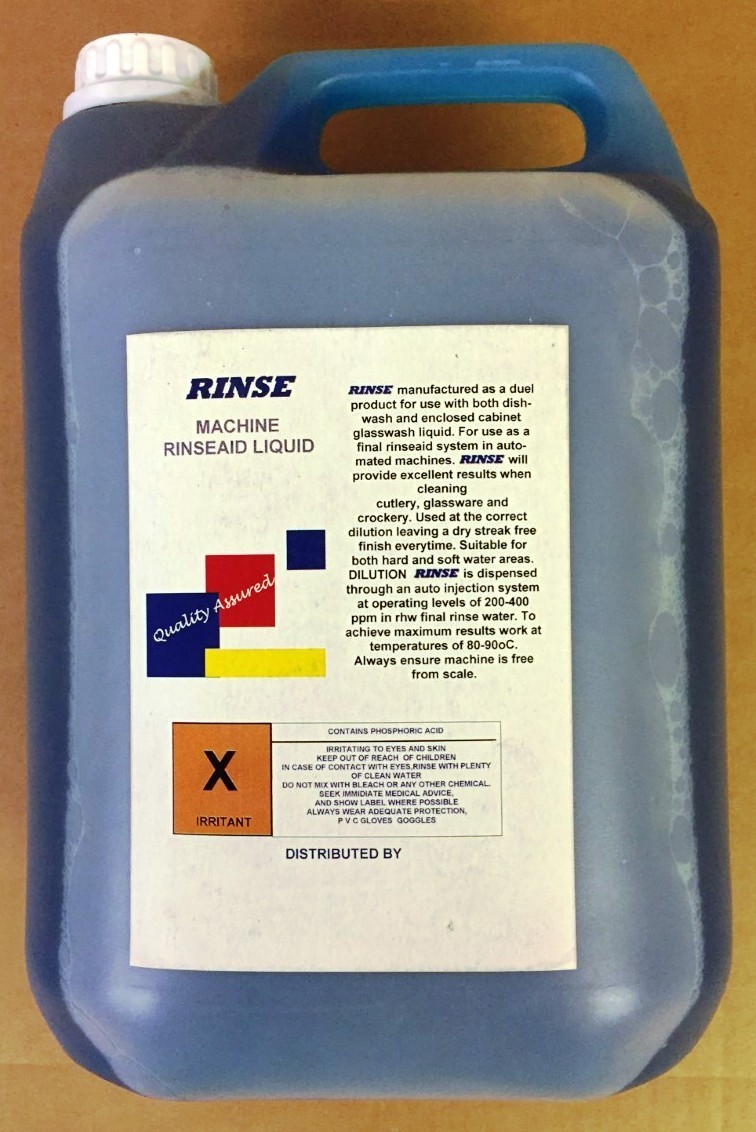 RINSE
MACHINE
RINSEAID LIQUID
Quality Assured
RINSE manufactured as a duel
product for use with both dish-
wash and enclosed cabinet
glasswash liquid. For use as a
final rinseaid system in auto-
mated machines. RINSE will
provide excellent results when
cleaning
cutlery, glassware and
crockery. Used at the correct
dilution leaving a dry streak free
finish everytime. Suitable for
both hard and soft water areas.
DILUTION RINSE is dispensed
through an auto injection system
at operating levels of 200-400
ppm in rhw final rinse water. To
achieve maximum results work at
temperatures of 80-90oC.
Always ensure machine is free
from scale.
X
IRRITANT
CONTAINS PHOSPHORIC ACID
IRRITATING TO EYES AND SKIN
KEEP OUT OF REACH OF CHILDREN
IN CASE OF CONTACT WITH EYES,RINSE WITH PLENTY
OF CLEAN WATER
DO NOT MIX WITH BLEACH OR ANY OTHER CHEMICAL.
SEEK IMMIDIATE MEDICAL ADVICE,
AND SHOW LABEL WHERE POSSIBLE
ALWAYS WEAR ADEQUATE PROTECTION,
P V C GLOVES GOGGLES
DISTRIBUTED BY